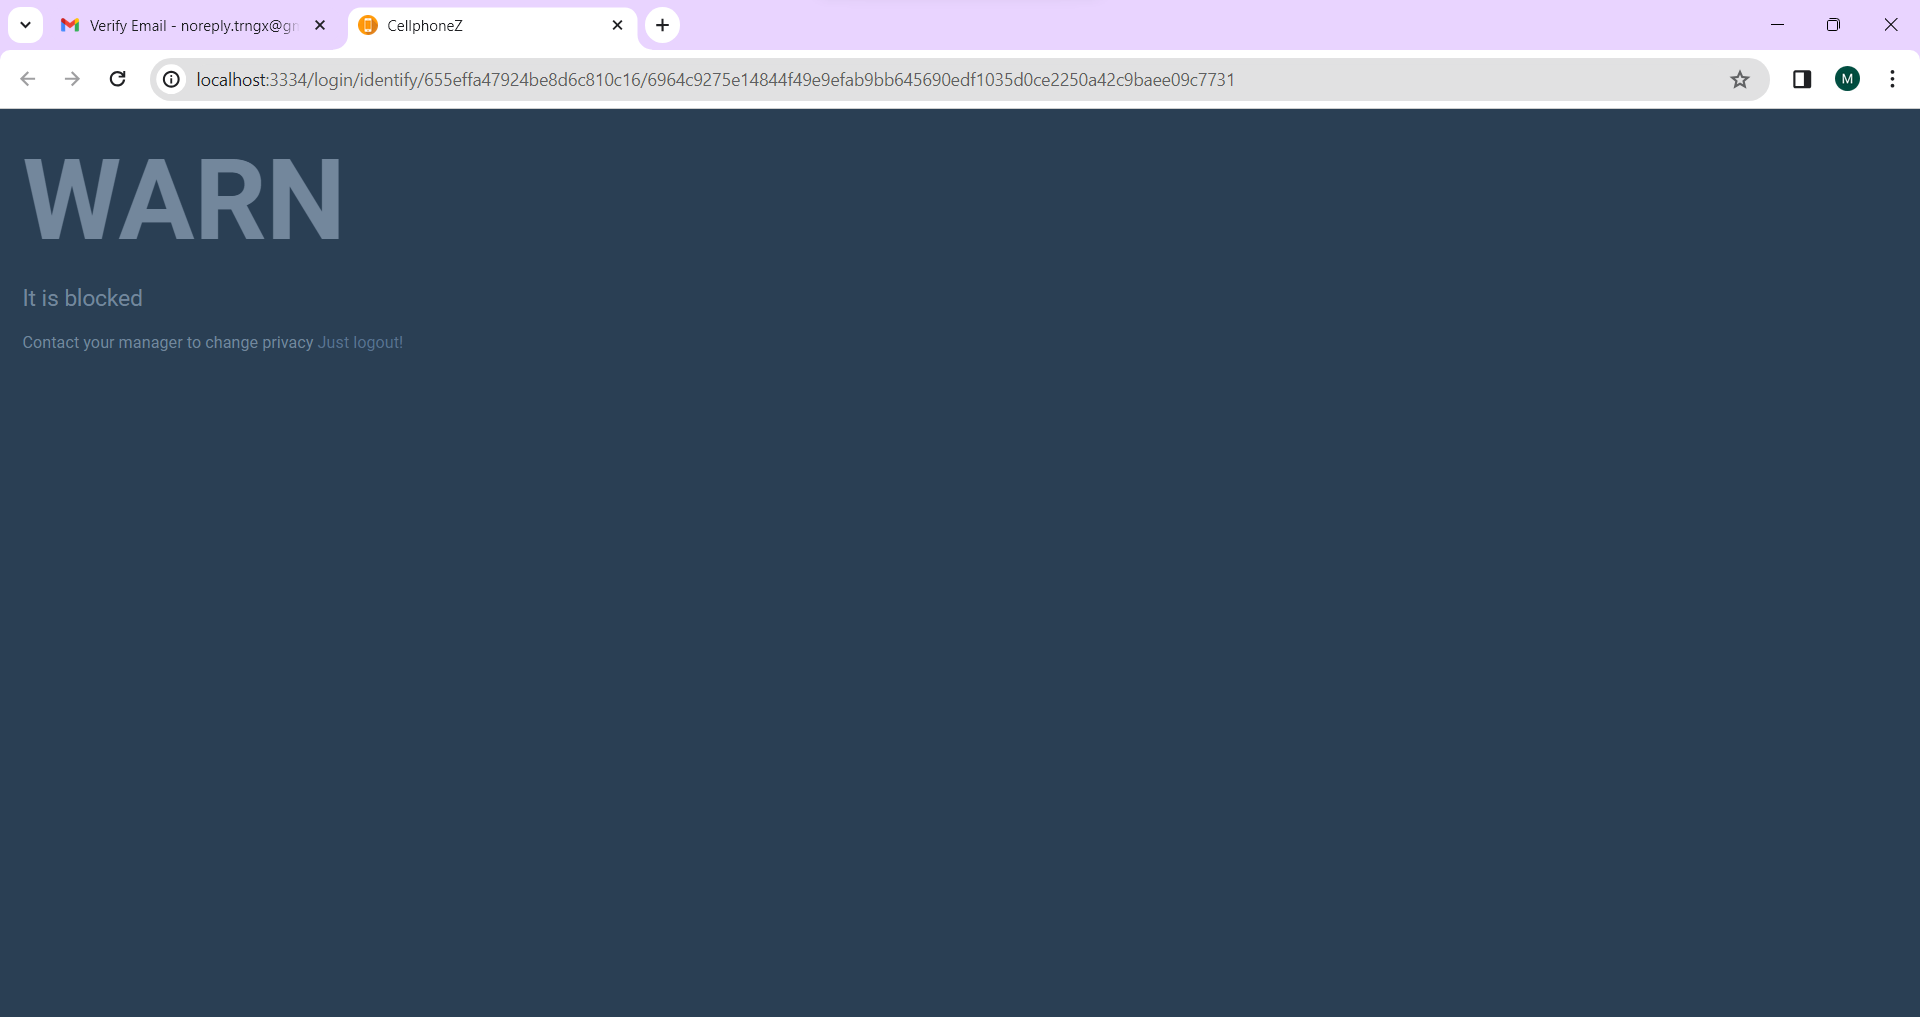 Verify Email - noreply.trngx@gm
CellphoneZ
localhost:3334/login/identify/655effa47924be8d6c810c16/6964c9275e14844f49e9efab9bb645690edf1035d0ce2250a42c9baee09c7731
M
WARN
It is blocked
Contact your manager to change privacy Just logout!